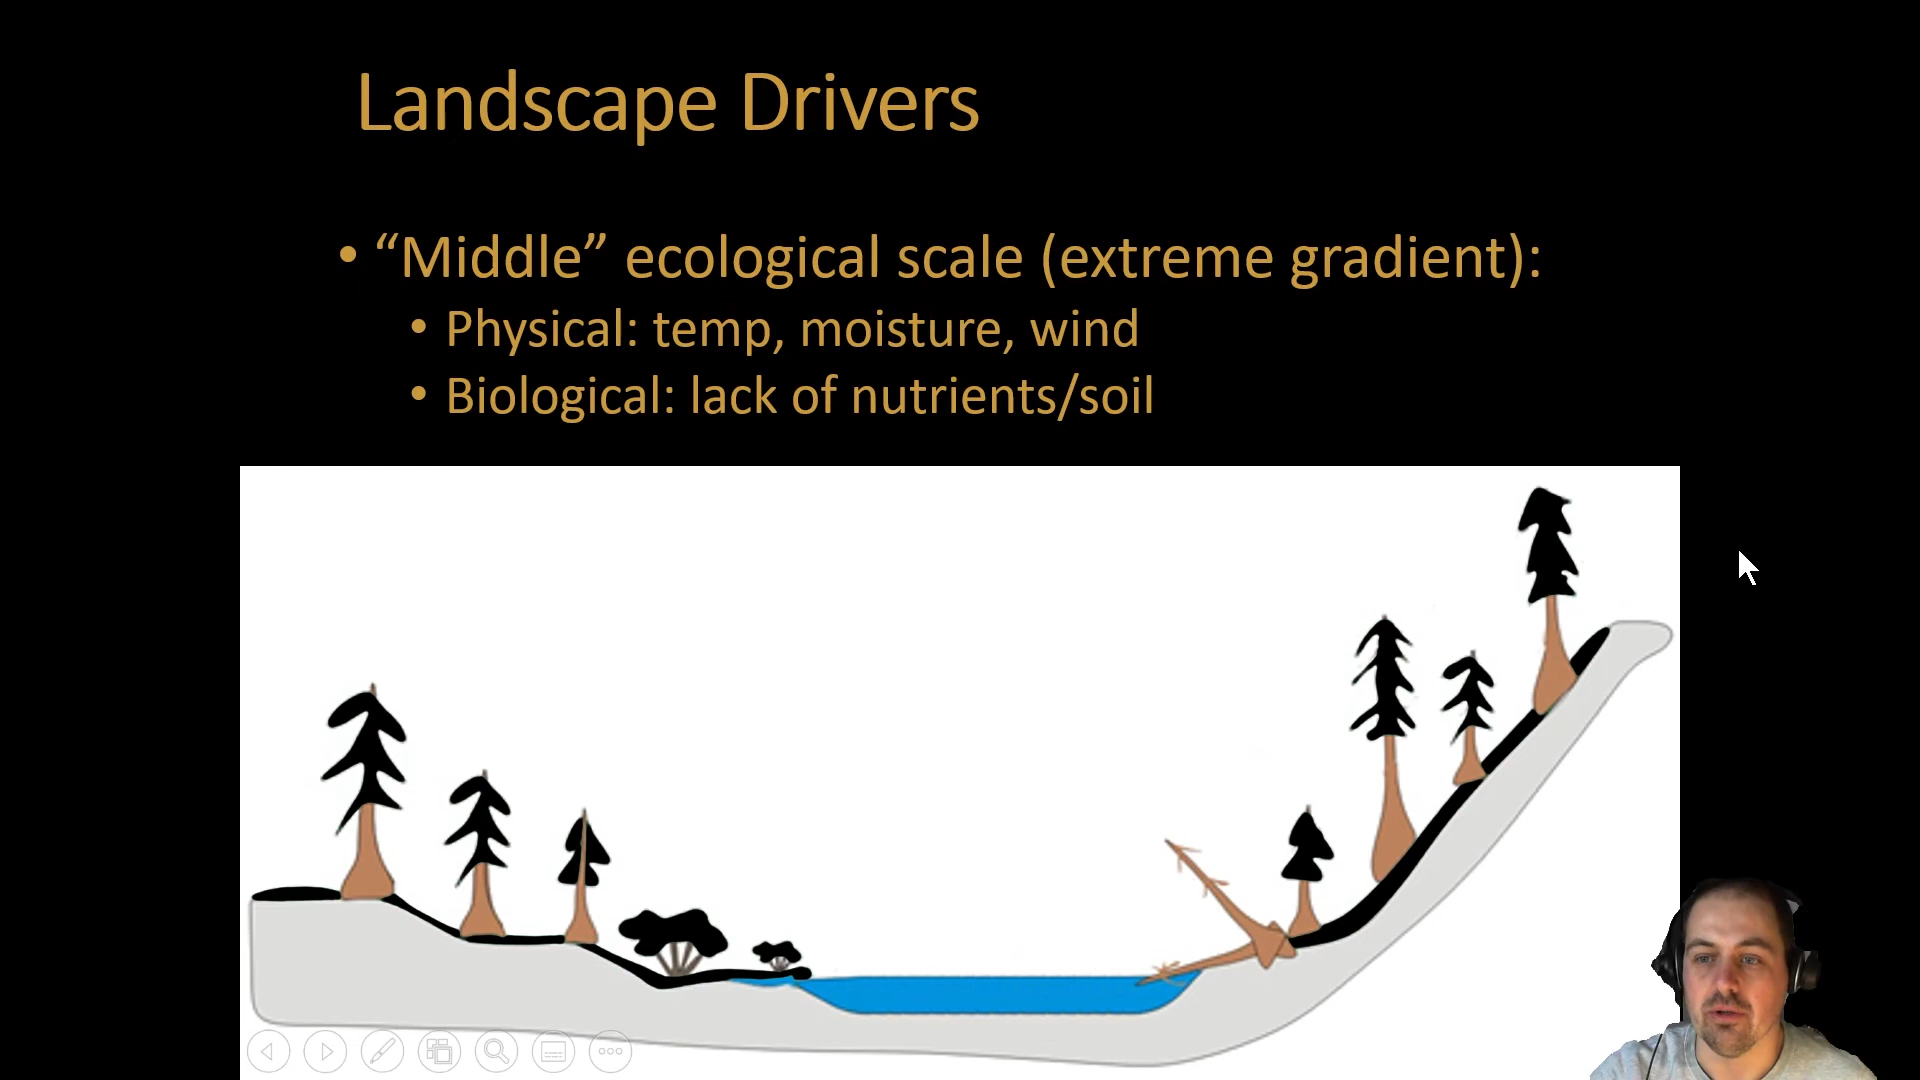 Landscape Drivers
• “Middle” ecological scale (extreme gradient):
• Physical: temp, moisture, wind
• Biological: lack of nutrients/soil